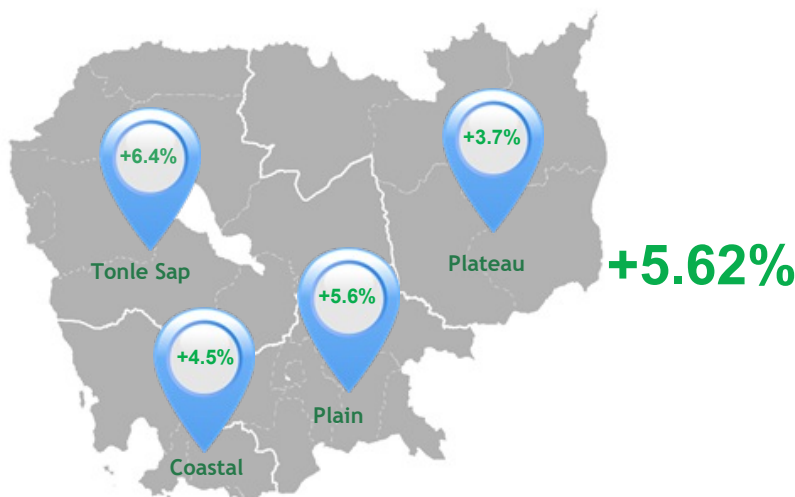 +3.7%
+6.4%
Plateau
Tonle Sap
+5.62%
+5.6%
+4.5%
Plain
Coastal